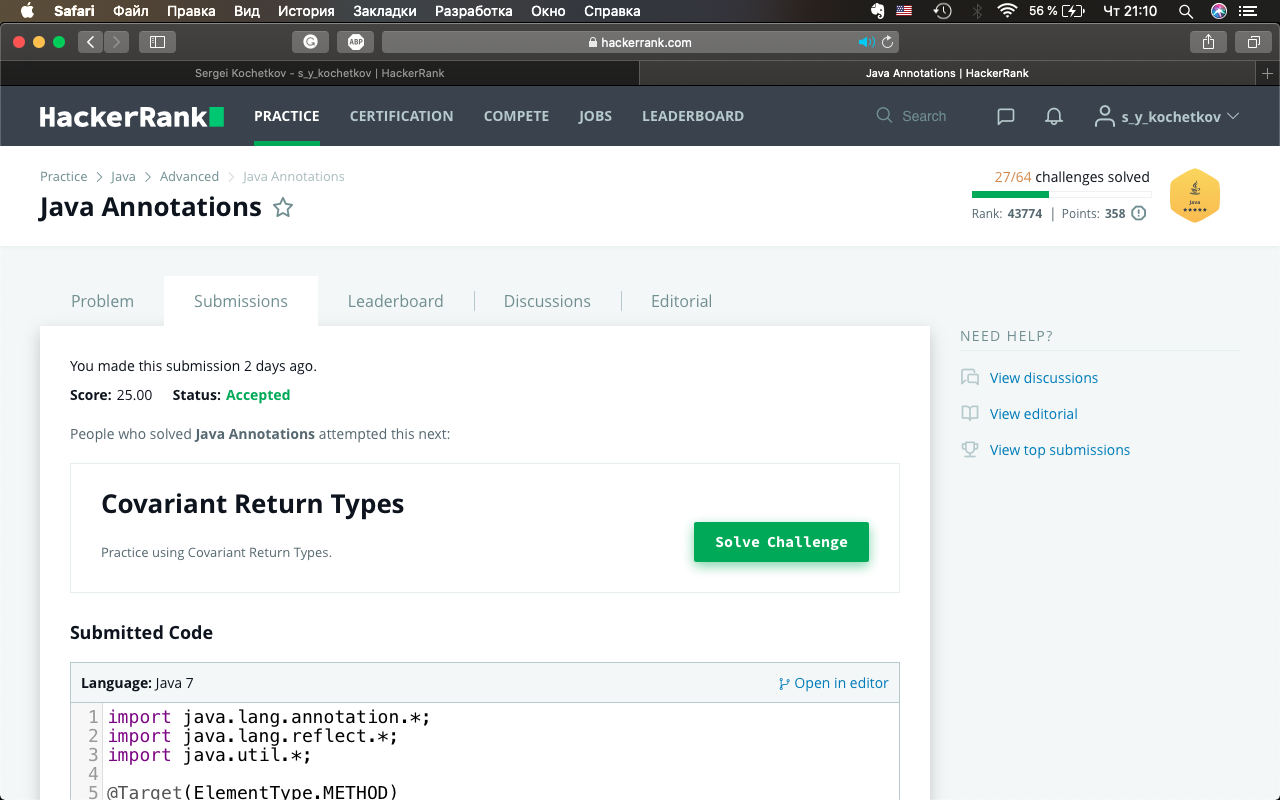 Safari Файл Правка Вид История Закладки Разработка Окно Справка 56 % Чт 21:10
ABP hackerrank.com
Sergei Kochetkov - s_y_kochetkov | HackerRank Java Annotations | HackerRank
HackerRank PRACTICE CERTIFICATION COMPETE JOBS LEADERBOARD Search s_y_kochetkov
Practice > Java > Advanced > Java Annotations
27/64 challenges solved
Java Annotations
Rank: 43774 | Points: 358
Java
Problem Submissions Leaderboard Discussions Editorial
You made this submission 2 days ago.
Score: 25.00 Status: Accepted
People who solved Java Annotations attempted this next:
Covariant Return Types
Practice using Covariant Return Types.
Solve Challenge
Submitted Code
Language: Java 7 Open in editor
1 import java.lang.annotation.*;
2 import java.lang.reflect.*;
3 import java.util.*;
4
5 @Target(ElementType.METHOD)
NEED HELP?
View discussions
View editorial
View top submissions